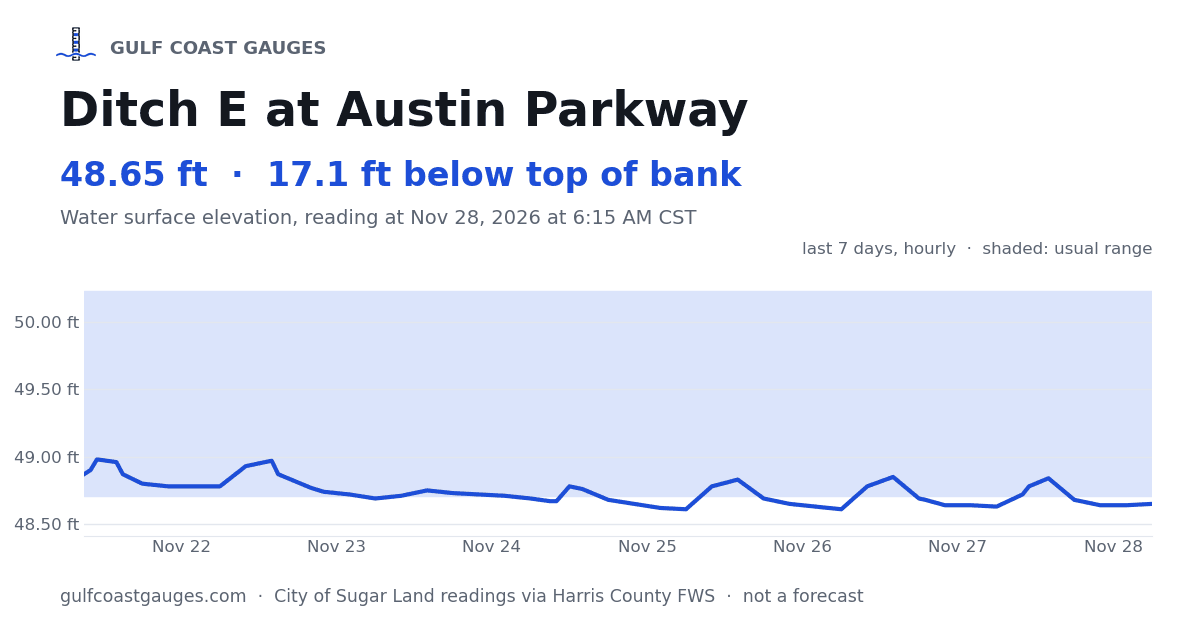 GULF COAST GAUGES
Ditch E at Austin Parkway
48.65 ft · 17.1 ft below top of bank
Water surface elevation, reading at Nov 28, 2026 at 6:15 AM CST
last 7 days, hourly · shaded: usual range
50.00 ft
49.50 ft
49.00 ft
48.50 ft
Nov 22 Nov 23 Nov 24 Nov 25 Nov 26 Nov 27 Nov 28
gulfcoastgauges.com · City of Sugar Land readings via Harris County FWS · not a forecast